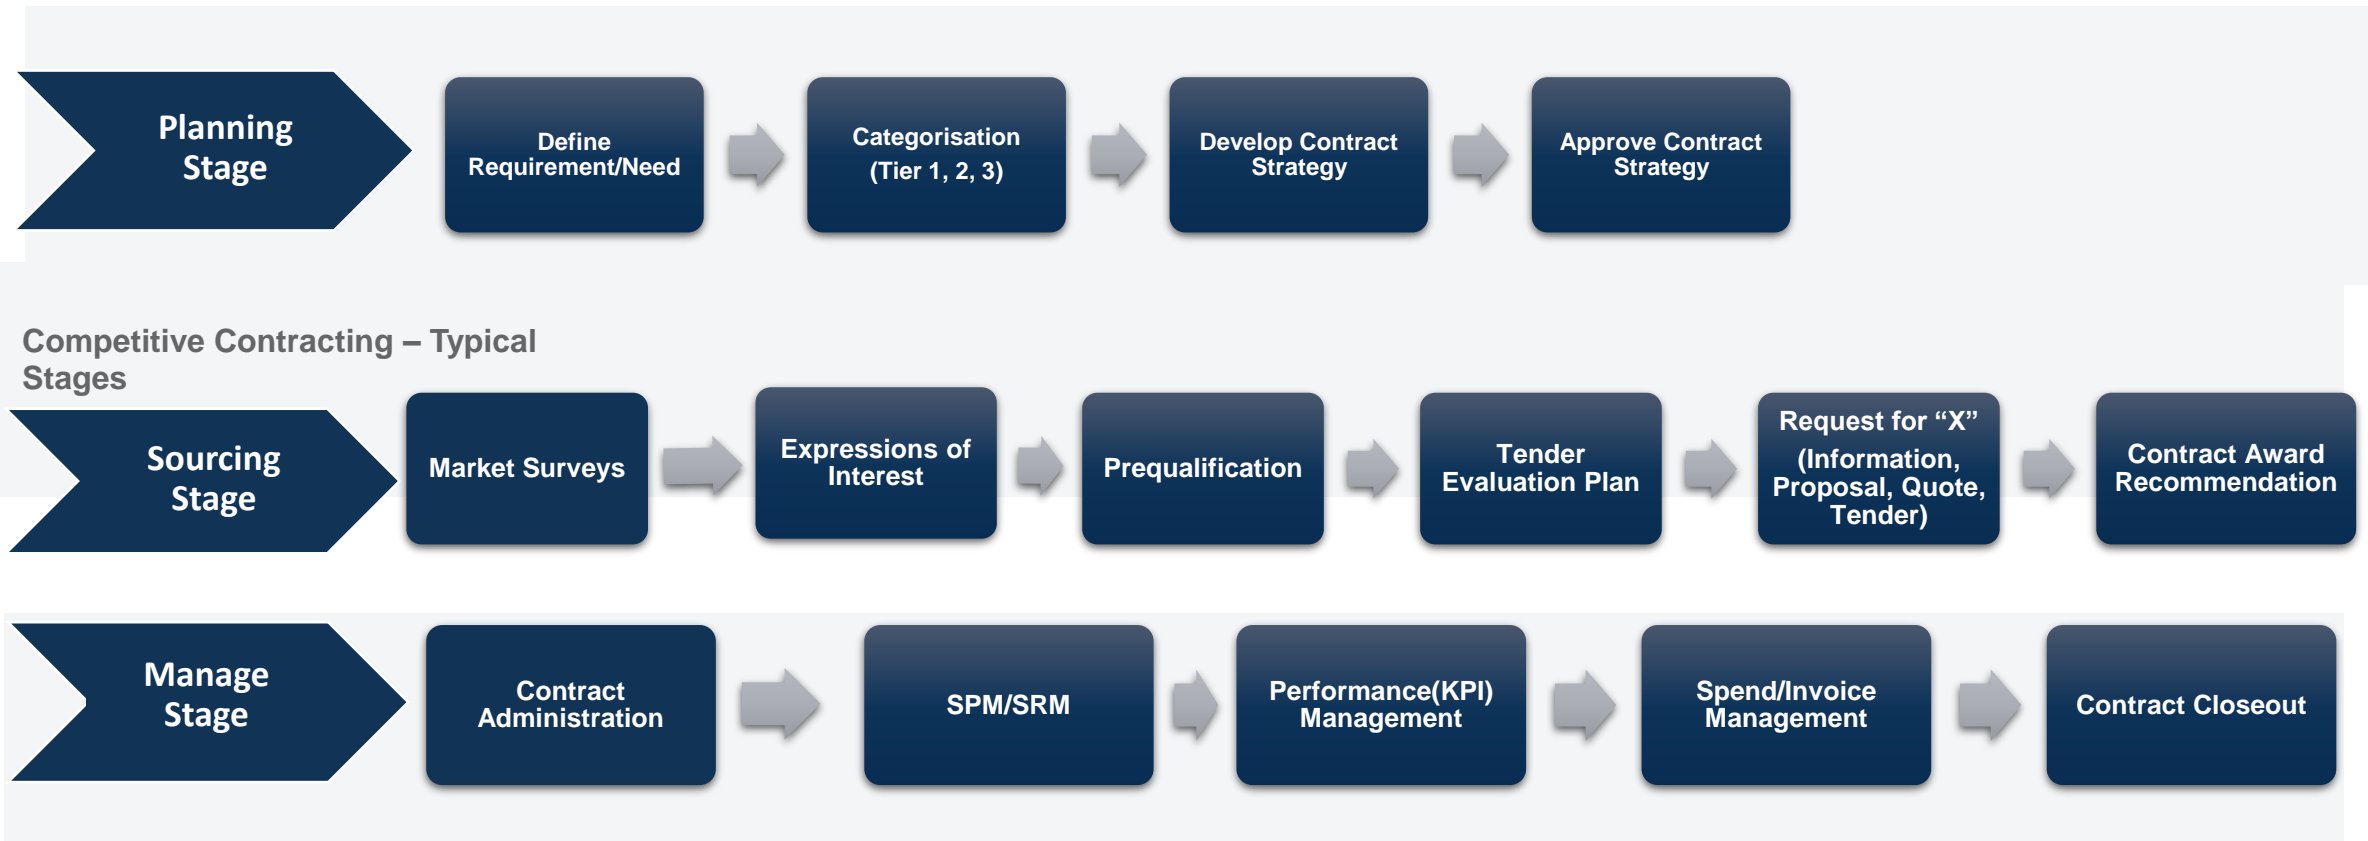 Planning
Stage
Define
Requirement/Need
Categorisation
(Tier 1, 2, 3)
Develop Contract
Strategy
Approve Contract
Strategy
Competitive Contracting – Typical
Stages
Sourcing
Stage
Market Surveys
Expressions of
Interest
Prequalification
Tender
Evaluation Plan
Request for “X”
(Information,
Proposal, Quote,
Tender)
Contract Award
Recommendation
Manage
Stage
Contract
Administration
SPM/SRM
Performance(KPI)
Management
Spend/Invoice
Management
Contract Closeout